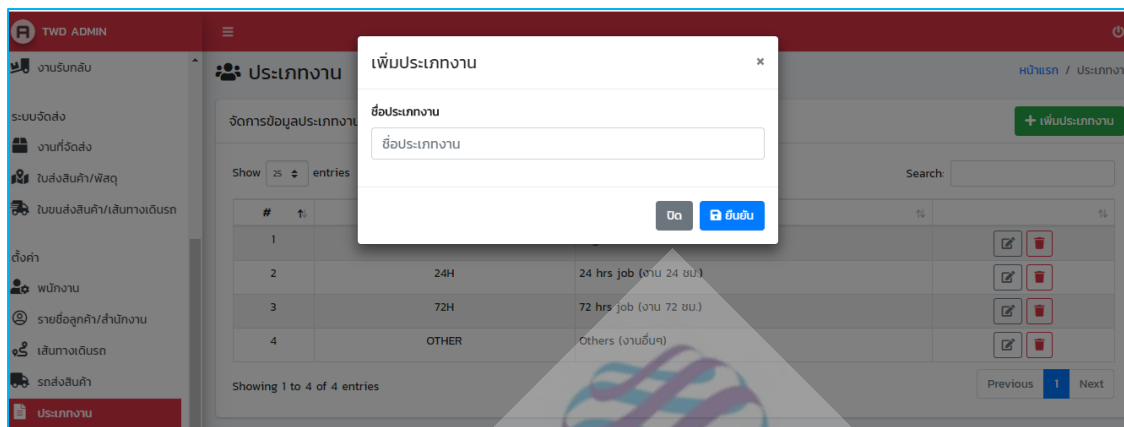 TWD ADMIN
งานรับกลับ
ระบบจัดส่ง
งานที่จัดส่ง
ใบส่งสินค้า/พัสดุ
ใบขนส่งสินค้า/เส้นทางเดินรถ
ตั้งค่า
พนักงาน
รายชื่อลูกค้า/สำนักงาน
เส้นทางเดินรถ
รถส่งสินค้า
ประเภทงาน
ประเภทงาน
หน้าแรก / ประเภทงา
จัดการข้อมูลประเภทงาน
+ เพิ่มประเภทงาน
Show 25 entries
Search:
#
1
2 24H 24 hrs job (งาน 24 ชม.)
3 72H 72 hrs job (งาน 72 ชม.)
4 OTHER Others (งานอื่นๆ)
Showing 1 to 4 of 4 entries
Previous 1 Next
เพิ่มประเภทงาน ×
ชื่อประเภทงาน
ชื่อประเภทงาน
ปิด ยืนยัน